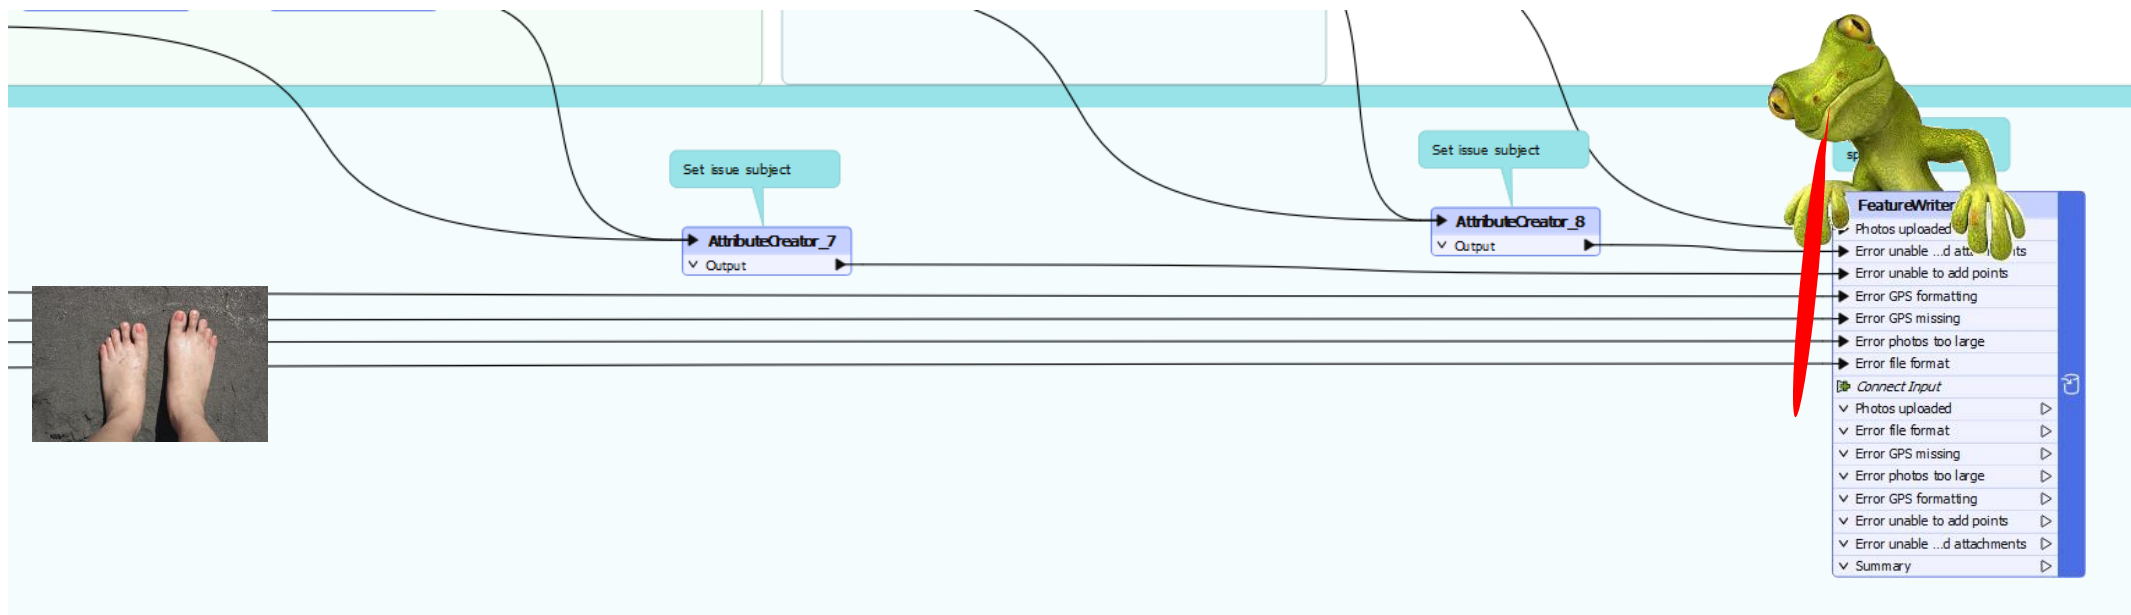 Set issue subject
AttributeCreator_7
Output
Set issue subject
AttributeCreator_8
Output
FeatureWriter
Photos uploaded
Error unable ...d
Error unable to add points
Error GPS formatting
Error GPS missing
Error photos too large
Error file format
Connect Input
Photos uploaded
Error file format
Error GPS missing
Error photos too large
Error GPS formatting
Error unable to add points
Error unable ...d attachments
Summary